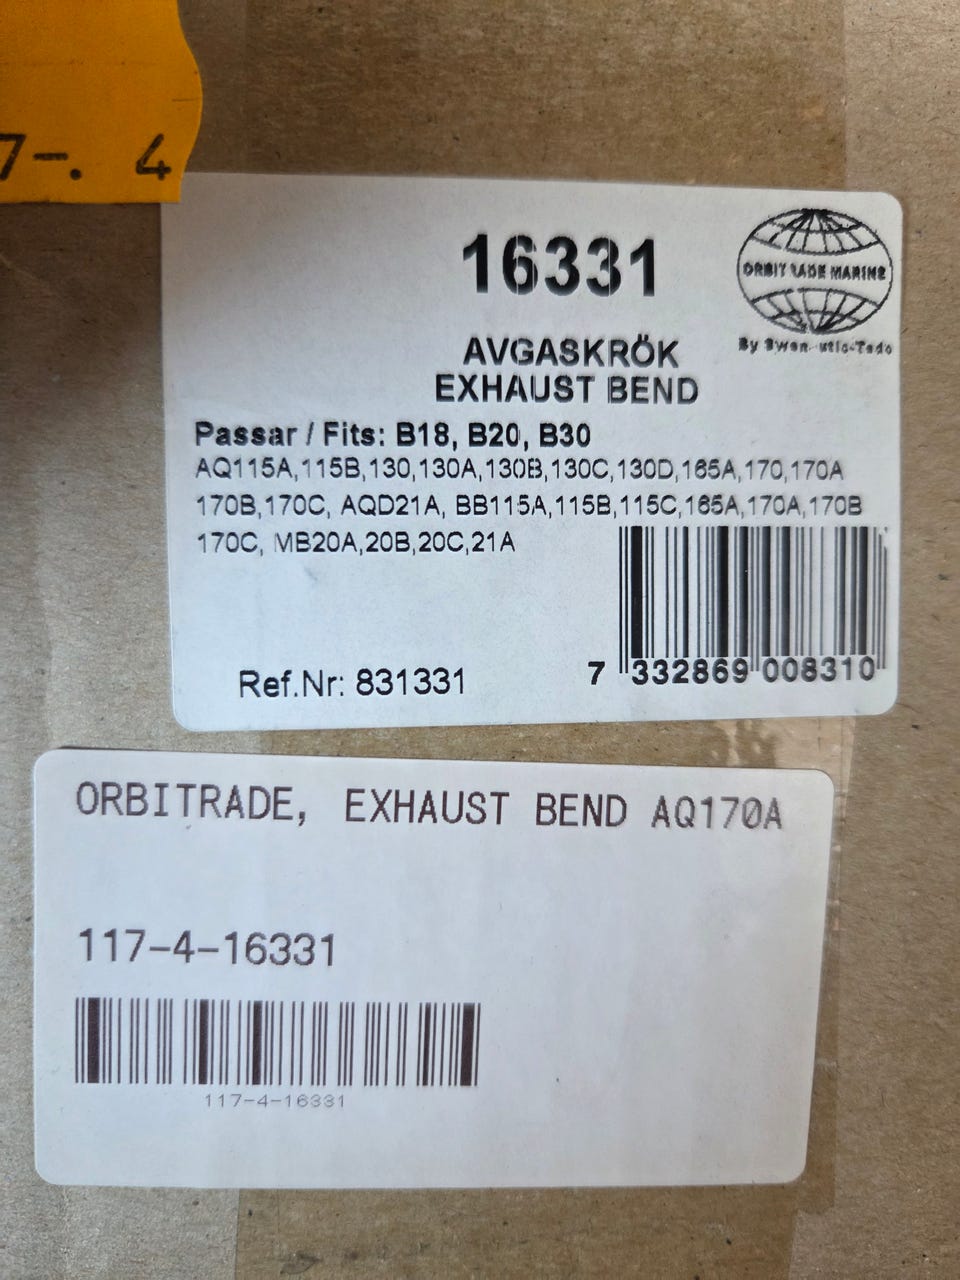 7-. 4
16331
ORBITRADE MARINE
AVGASKRÖK
EXHAUST BEND
Passar / Fits: B18, B20, B30
AQ115A,115B,130,130A,130B,130C,130D,165A,170,170A
170B,170C, AQD21A, BB115A,115B,115C,165A,170A,170B
170C, MB20A,20B,20C,21A
Ref.Nr: 831331
7 332869 008310
ORBITRADE, EXHAUST BEND AQ170A
117-4-16331
117-4-16331